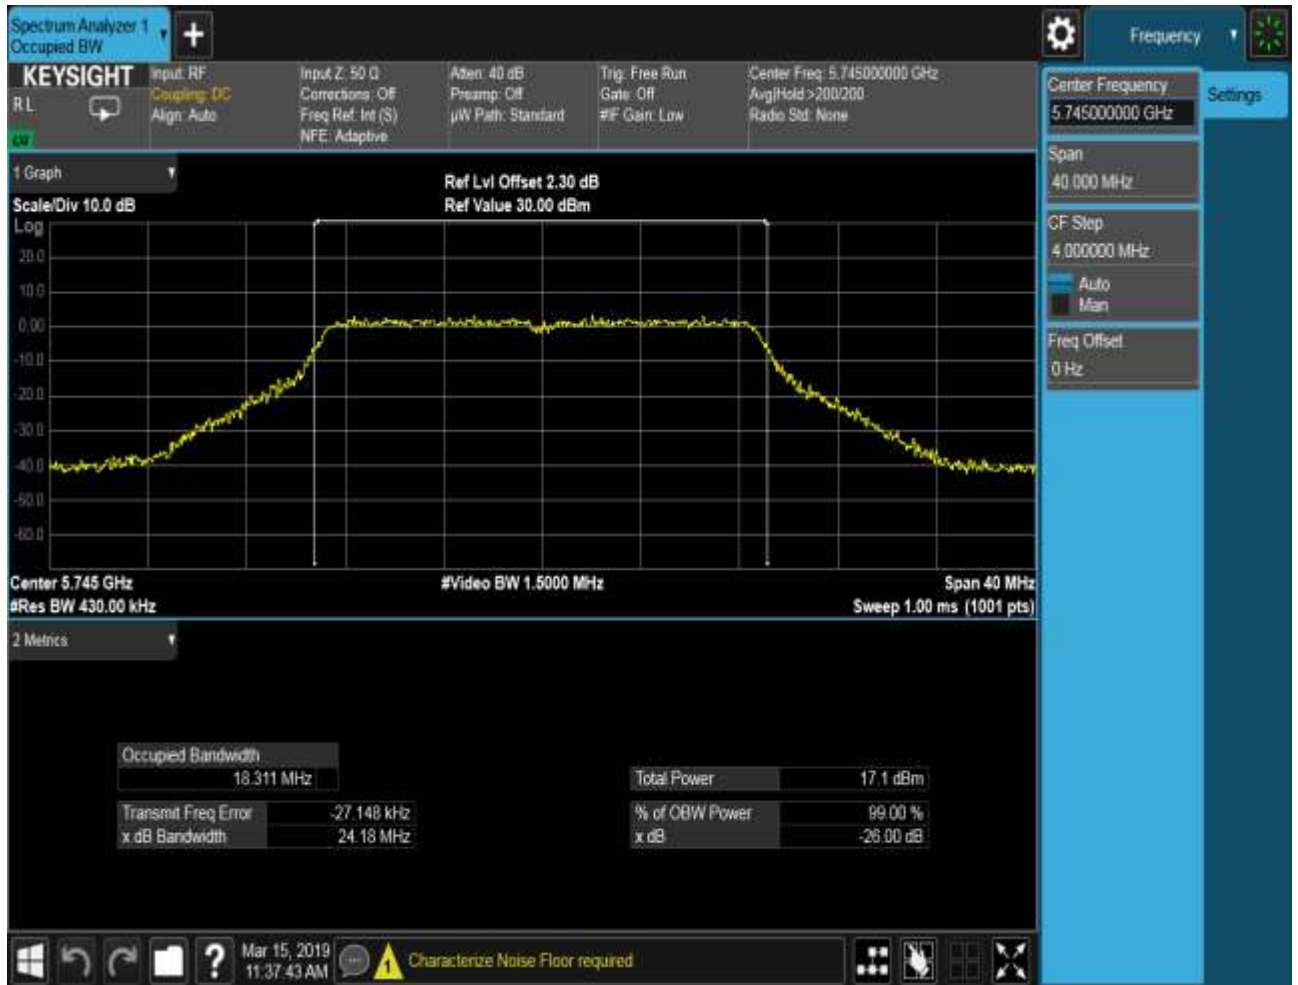 Spectrum Analyzer 1
Occupied BW
Frequency
KEYSIGHT
R L
Input: RF
Coupling: DC
Align: Auto
Input Z: 50 Ω
Corrections: Off
Freq Ref: Int (S)
NFE: Adaptive
Atten: 40 dB
Preamp: Off
µW Path: Standard
Trig: Free Run
Gate: Off
#IF Gain: Low
Center Freq: 5.745000000 GHz
Avg|Hold:>200/200
Radio Std: None
Center Frequency
5.745000000 GHz
Settings
Span
40.000 MHz
CF Step
4.000000 MHz
Auto
Man
Freq Offset
0 Hz
1 Graph
Scale/Div 10.0 dB
Ref Lvl Offset 2.30 dB
Ref Value 30.00 dBm
Log
20.0
10.0
0.00
-10.0
-20.0
-30.0
-40.0
-50.0
-60.0
Center 5.745 GHz
#Video BW 1.5000 MHz
Span 40 MHz
#Res BW 430.00 kHz
Sweep 1.00 ms (1001 pts)
2 Metrics
Occupied Bandwidth
18.311 MHz
Total Power 17.1 dBm
Transmit Freq Error -27.148 kHz
% of OBW Power 99.00 %
x dB Bandwidth 24.18 MHz
x dB -26.00 dB
?
Mar 15, 2019
11:37:43 AM
1
Characterize Noise Floor required